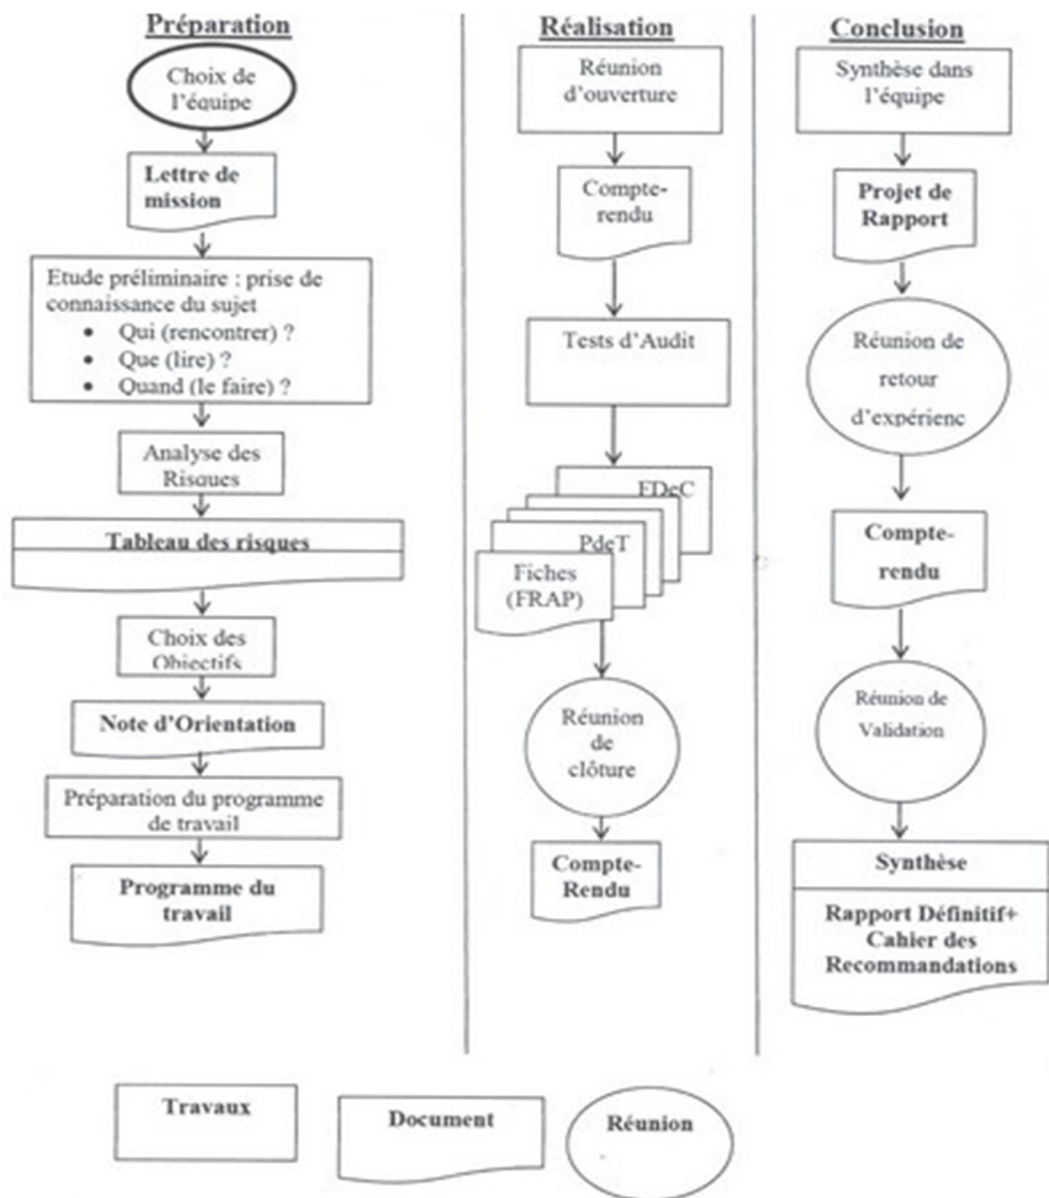 Préparation
Choix de
l'équipe
Lettre de
mission
Etude préliminaire : prise de
connaissance du sujet
• Qui (rencontrer) ?
• Que (lire) ?
• Quand (le faire) ?
Analyse des
Risques
Tableau des risques
Choix des
Objectifs
Note d'Orientation
Préparation du programme
de travail
Programme du
travail
Réalisation
Réunion
d'ouverture
Compte-
rendu
Tests d'Audit
FDeC
PdeT
Fiches
(FRAP)
Réunion
de
clôture
Compte-
Rendu
Conclusion
Synthèse dans
l'équipe
Projet de
Rapport
Réunion de
retour
d'expérienc
Compte-
rendu
Réunion de
Validation
Synthèse
Rapport Définitif+
Cahier des
Recommandations
Travaux
Document
Réunion